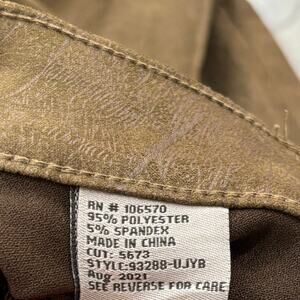 RN # 106570
95% POLYESTER
5% SPANDEX
MADE IN CHINA
CUT: 5673
STYLE:93288-UJYB
Aug. 2021
SEE REVERSE FOR CARE